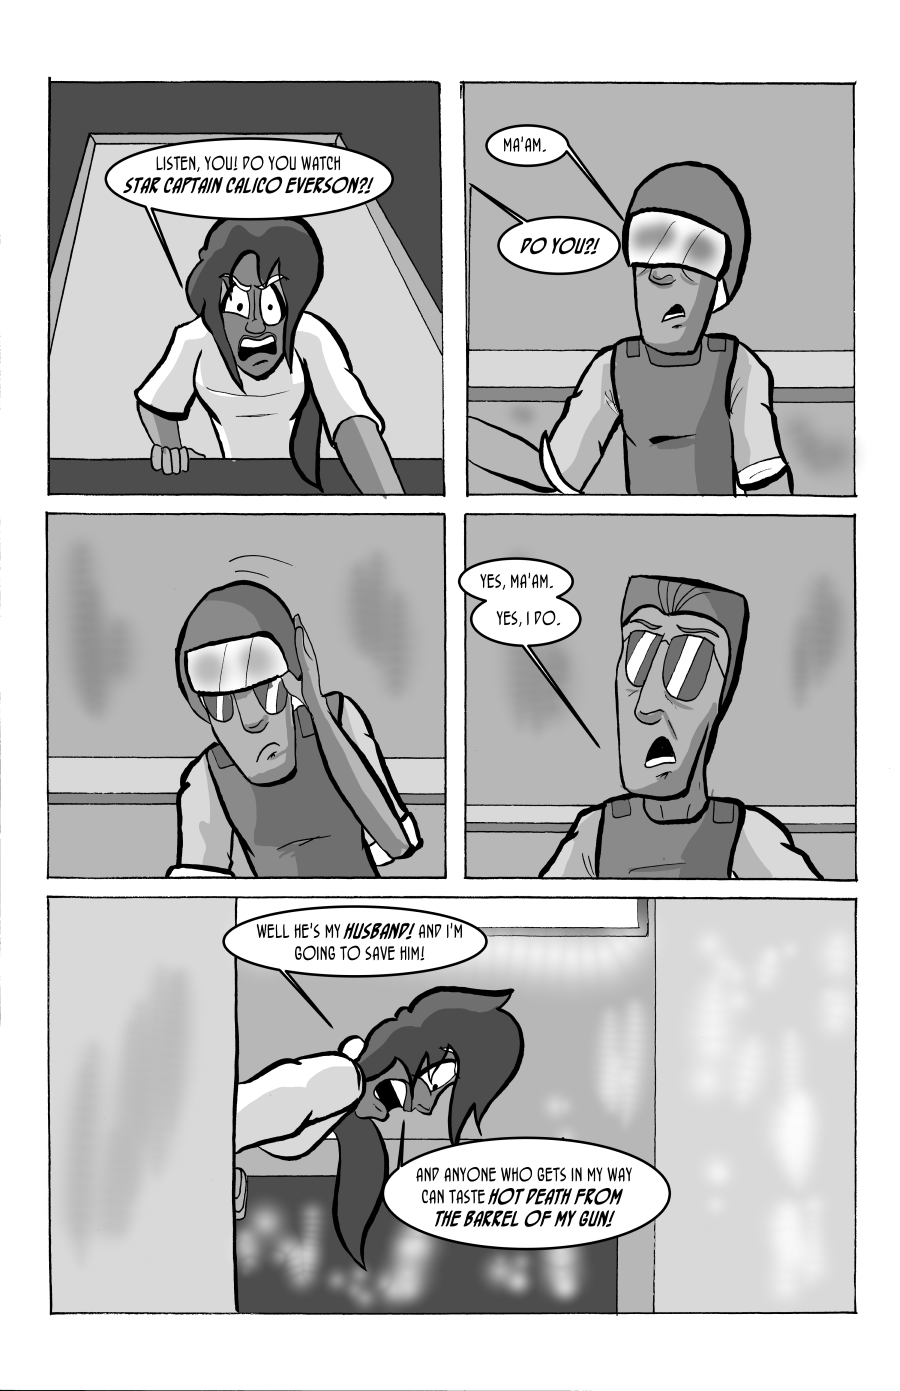 LISTEN, YOU! DO YOU WATCH
STAR CAPTAIN CALICO EVERSON?!
MA'AM.
DO YOU?!
YES, MA'AM.
YES, I DO.
WELL HE'S MY HUSBAND! AND I'M
GOING TO SAVE HIM!
AND ANYONE WHO GETS IN MY WAY
CAN TASTE HOT DEATH FROM
THE BARREL OF MY GUN!